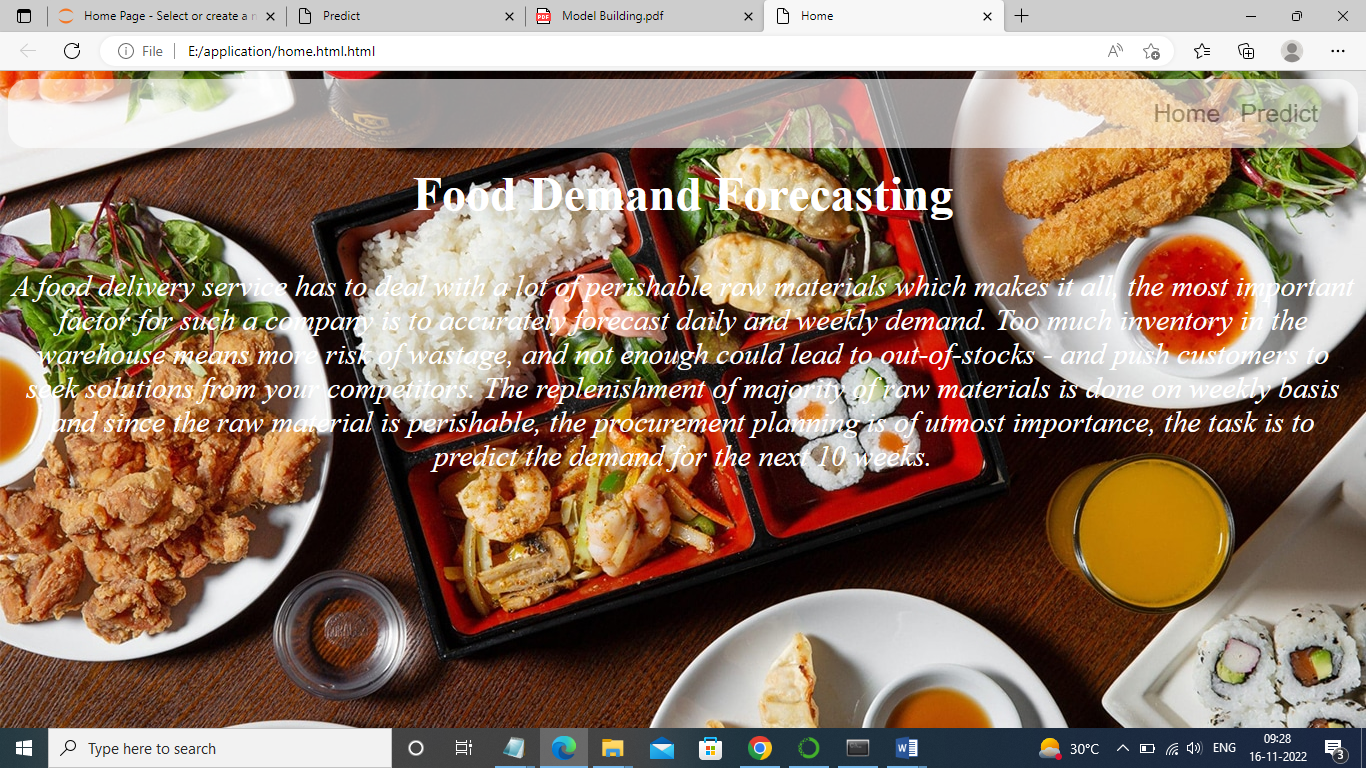 Home Page - Select or create a n
Predict
Model Building.pdf
Home
File
E:/application/home.html.html
Home Predict
Food Demand Forecasting
A food delivery service has to deal with a lot of perishable raw materials which makes it all, the most important
factor for such a company is to accurately forecast daily and weekly demand. Too much inventory in the
warehouse means more risk of wastage, and not enough could lead to out-of-stocks - and push customers to
seek solutions from your competitors. The replenishment of majority of raw materials is done on weekly basis
and since the raw material is perishable, the procurement planning is of utmost importance, the task is to
predict the demand for the next 10 weeks.
Type here to search
30°C
ENG
09:28
16-11-2022
3